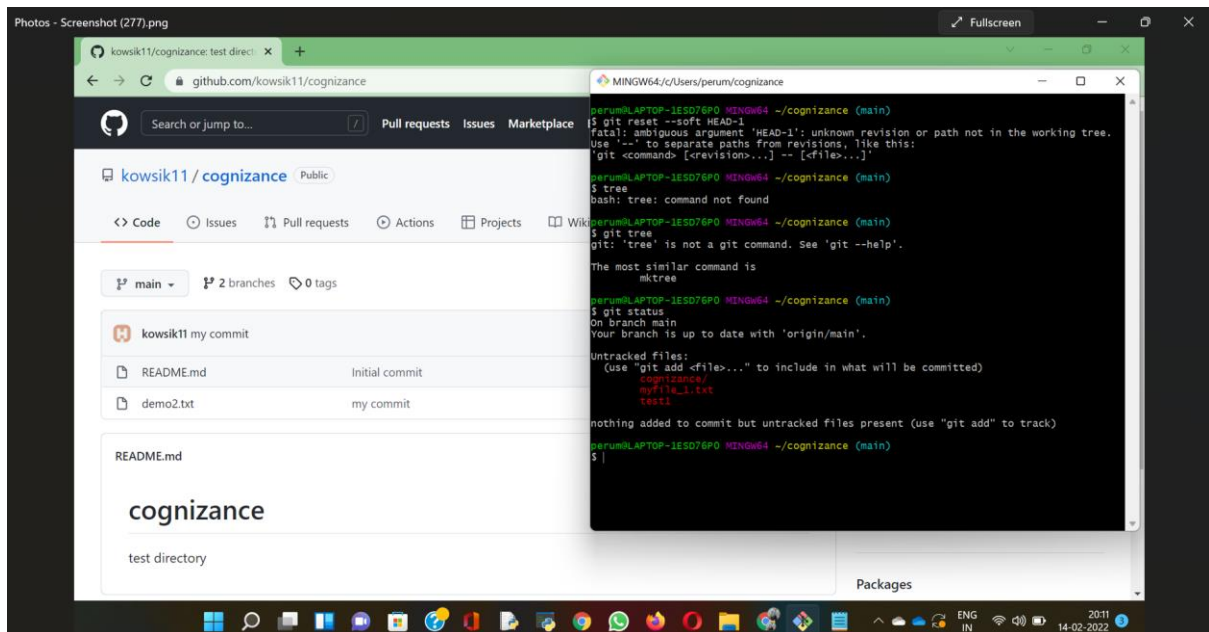 Photos - Screenshot (277).png
Fullscreen
kowsik11/cognizance: test direct
github.com/kowsik11/cognizance
Search or jump to...
/
Pull requests Issues Marketplace
kowsik11 / cognizance Public
<> Code Issues Pull requests Actions Projects Wiki
main 2 branches 0 tags
kowsik11 my commit
README.md Initial commit
demo2.txt my commit
README.md
cognizance
test directory
Packages
MINGW64:/c/Users/perum/cognizance
perum@LAPTOP-1ESD76P0 MINGW64 ~/cognizance (main)
$ git reset --soft HEAD-1
fatal: ambiguous argument 'HEAD-1': unknown revision or path not in the working tree.
Use '--' to separate paths from revisions, like this:
'git <command> [<revision>...] -- [<file>...]'
perum@LAPTOP-1ESD76P0 MINGW64 ~/cognizance (main)
$ tree
bash: tree: command not found
perum@LAPTOP-1ESD76P0 MINGW64 ~/cognizance (main)
$ git tree
git: 'tree' is not a git command. See 'git --help'.
The most similar command is
mktree
perum@LAPTOP-1ESD76P0 MINGW64 ~/cognizance (main)
$ git status
On branch main
Your branch is up to date with 'origin/main'.
Untracked files:
(use "git add <file>..." to include in what will be committed)
cognizance/
myfile_1.txt
test1
nothing added to commit but untracked files present (use "git add" to track)
perum@LAPTOP-1ESD76P0 MINGW64 ~/cognizance (main)
$
ENG
IN
20:11
14-02-2022
3